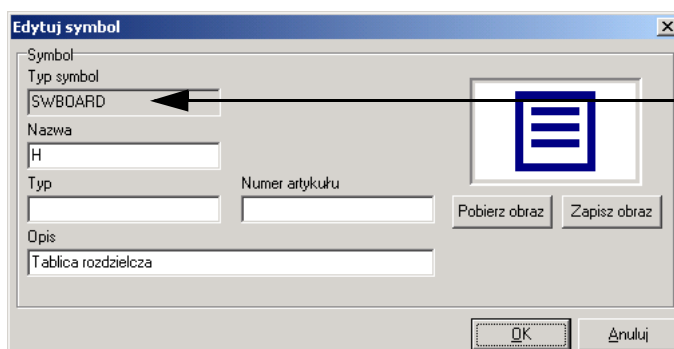 Edytuj symbol
Symbol
Typ symbol
SWBOARD
Nazwa
H
Typ
Numer artykułu
Pobierz obraz
Zapisz obraz
Opis
Tablica rozdzielcza
OK
Anuluj